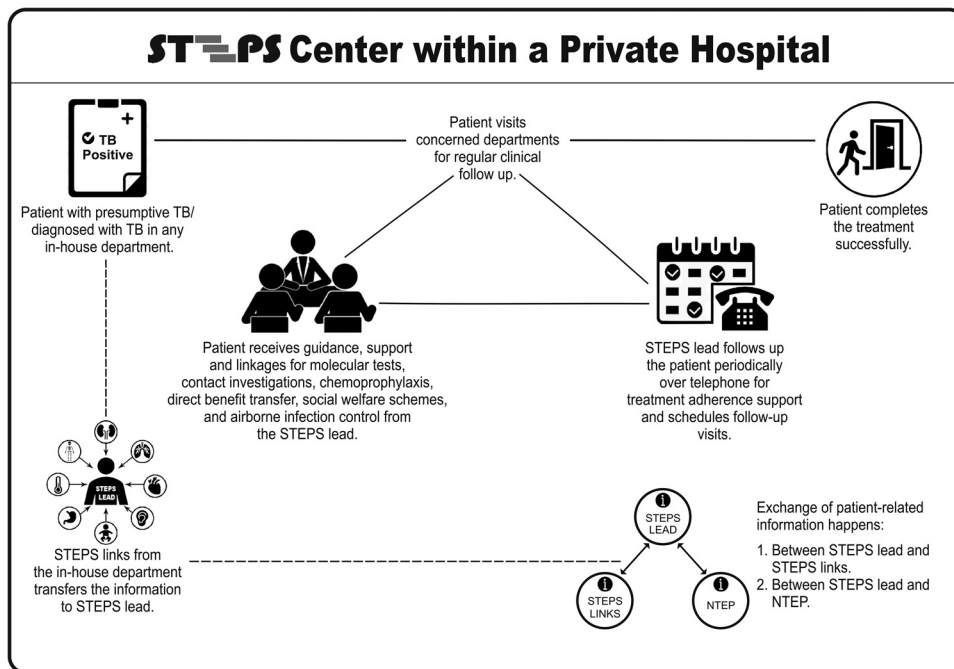 STEPS Center within a Private Hospital
TB
Positive
Patient with presumptive TB/
diagnosed with TB in any
in-house department.
Patient visits
concerned departments
for regular clinical
follow up.
Patient completes
the treatment
successfully.
Patient receives guidance, support
and linkages for molecular tests,
contact investigations, chemoprophylaxis,
direct benefit transfer, social welfare schemes,
and airborne infection control from
the STEPS lead.
STEPS lead follows up
the patient periodically
over telephone for
treatment adherence support
and schedules follow-up
visits.
STEPS
LEAD
STEPS links from
the in-house department
transfers the information
to STEPS lead.
i
STEPS
LEAD
i
STEPS
LINKS
i
NTEP
Exchange of patient-related
information happens:
1. Between STEPS lead and
STEPS links.
2. Between STEPS lead and
NTEP.